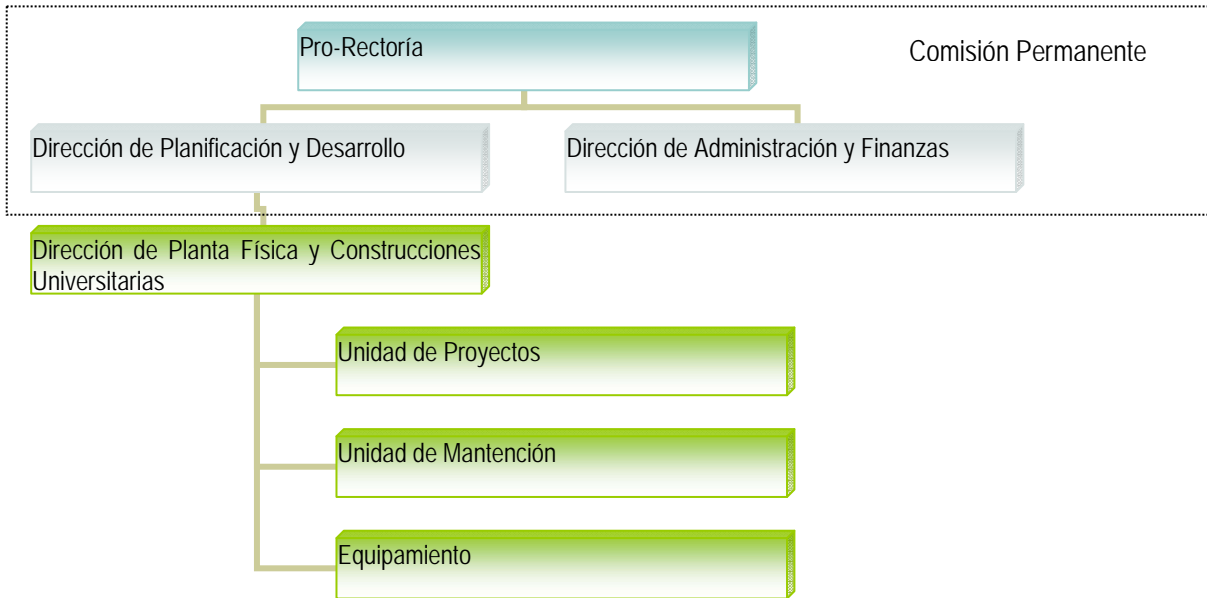 Pro-Rectoría
Comisión Permanente
Dirección de Planificación y Desarrollo
Dirección de Administración y Finanzas
Dirección de Planta Física y Construcciones
Universitarias
Unidad de Proyectos
Unidad de Mantención
Equipamiento